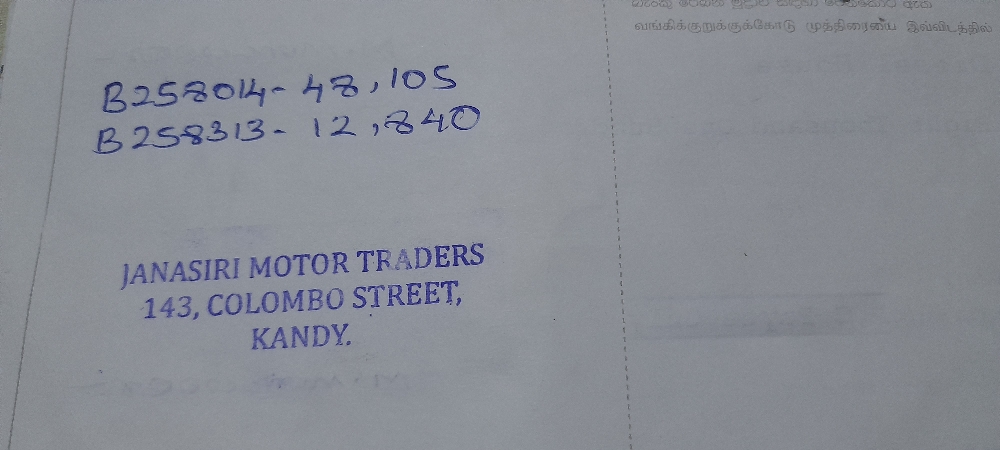 வங்கிக்குறுக்குக்கோடு முத்திரையை இவ்விடத்தில்
B258014- 48,105
B258313- 12,840
JANASIRI MOTOR TRADERS
143, COLOMBO STREET,
KANDY.